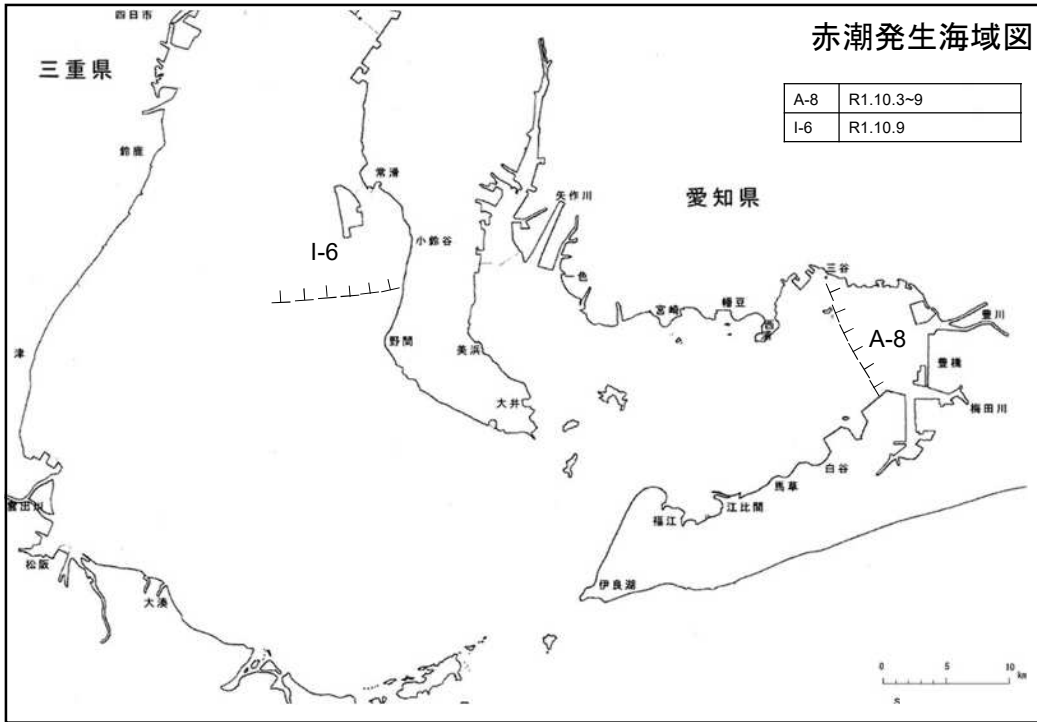 赤潮発生海域図
A-8 R1.10.3~9
I-6 R1.10.9
四日市
三重県
鈴鹿
常滑
矢作川
愛知県
小鈴谷
I-6
一色
三谷
宮崎
幡豆
西浦
豊川
A-8
津
野間
美浜
豊橋
大井
梅田川
白谷
馬草
江比間
福江
雲出川
松阪
伊良湖
大湊
0 5 10
km
S